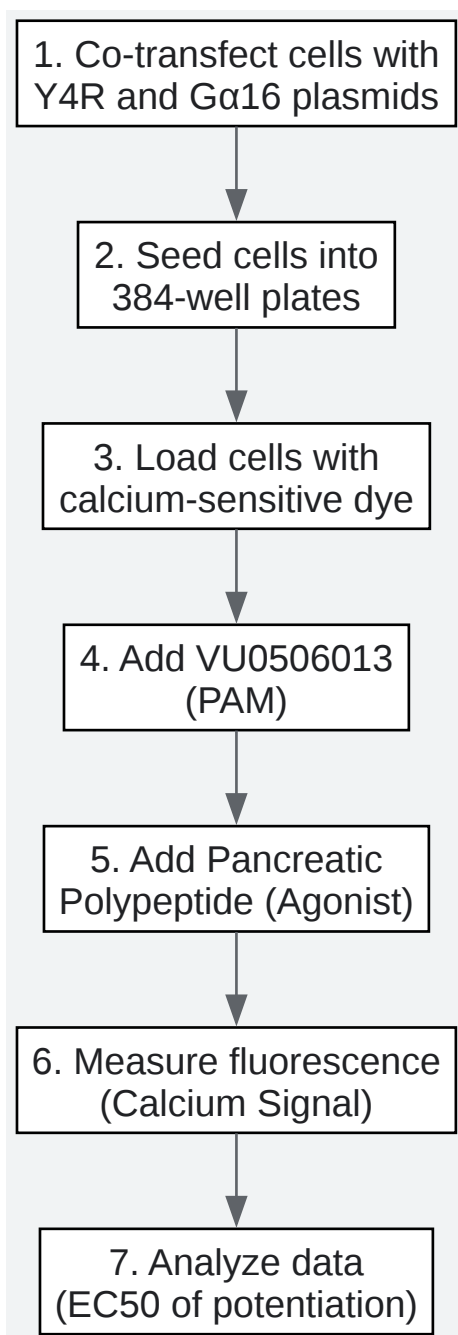 1. Co-transfect cells with
Y4R and Gα16 plasmids
2. Seed cells into
384-well plates
3. Load cells with
calcium-sensitive dye
4. Add VU0506013
(PAM)
5. Add Pancreatic
Polypeptide (Agonist)
6. Measure fluorescence
(Calcium Signal)
7. Analyze data
(EC50 of potentiation)